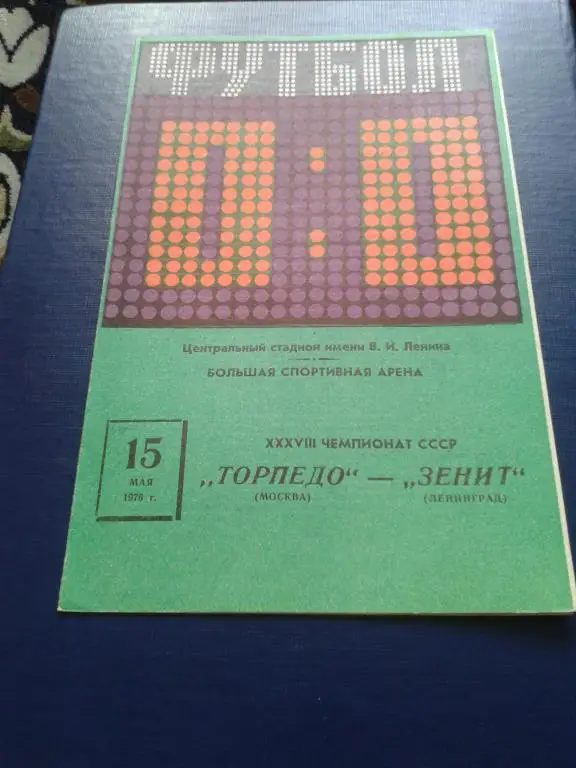 ФУТБОЛ
0:0
Центральный стадион имени В. И. Ленина
БОЛЬШАЯ СПОРТИВНАЯ АРЕНА
15
МАЯ
1976 г.
XXXVIII ЧЕМПИОНАТ СССР
„ТОРПЕДО“ — „ЗЕНИТ“
(МОСКВА) (ЛЕНИНГРАД)